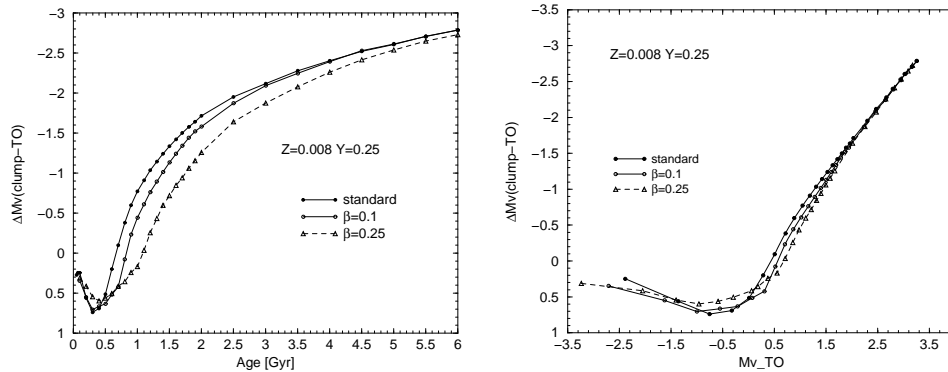 −3
−2.5
−2
−1.5
−1
−0.5
0
0.5
1
ΔMv(clump−TO)
Z=0.008 Y=0.25
standard
β=0.1
β=0.25
0 0.5 1 1.5 2 2.5 3 3.5 4 4.5 5 5.5 6
Age [Gyr]
−3.5
−3
−2.5
−2
−1.5
−1
−0.5
0
0.5
1
ΔMv(clump−TO)
Z=0.008 Y=0.25
standard
β=0.1
β=0.25
−3.5 −2.5 −1.5 −0.5 0.5 1.5 2.5 3.5
Mv_TO